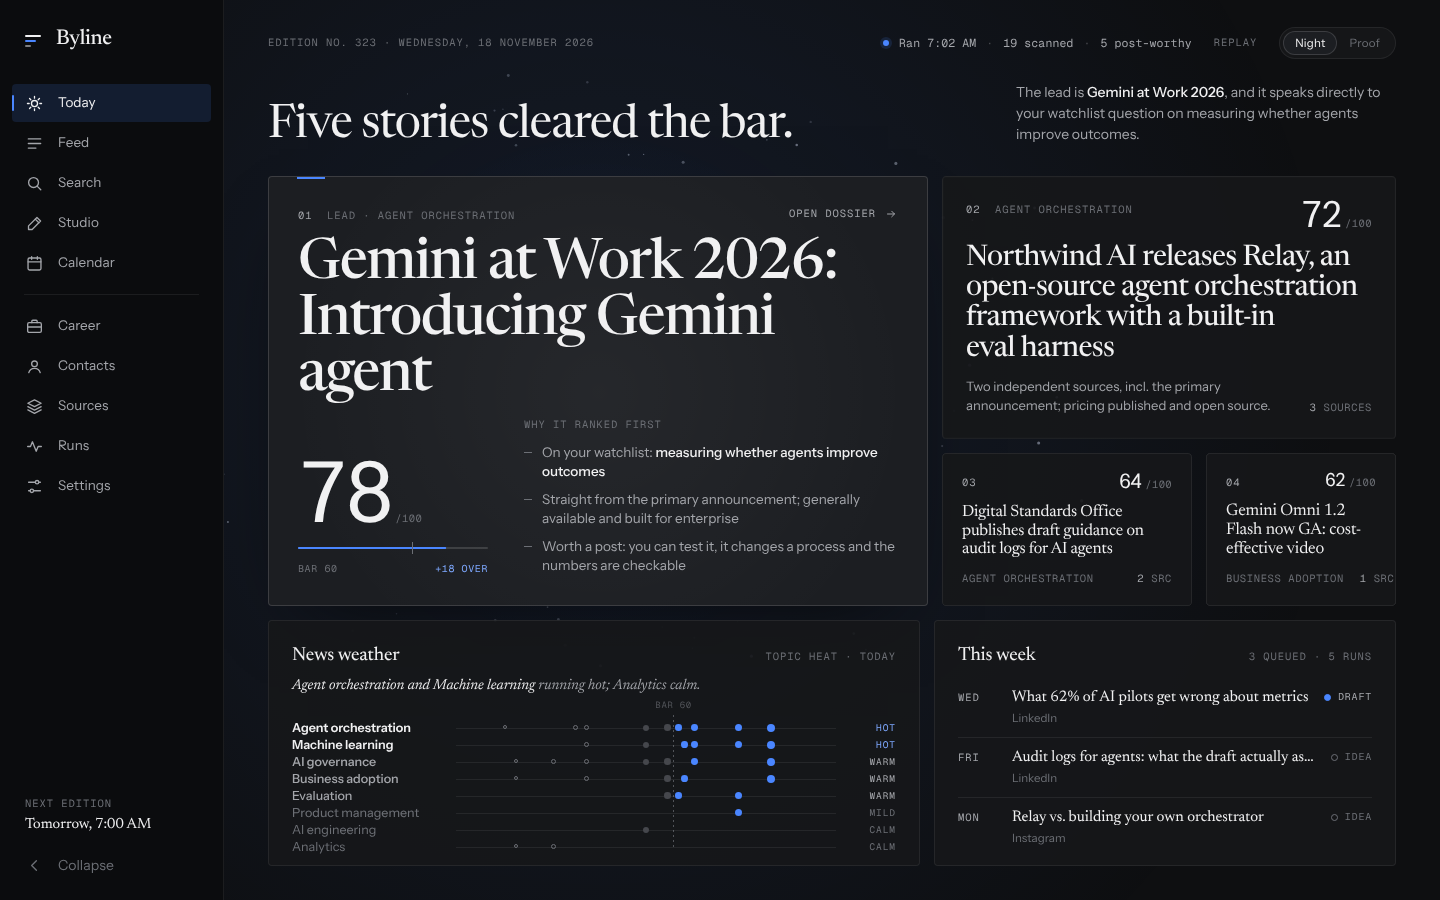 Byline
Today
Feed
Search
Studio
Calendar
Career
Contacts
Sources
Runs
Settings
NEXT EDITION
Tomorrow, 7:00 AM
Collapse
EDITION NO. 323 · WEDNESDAY, 18 NOVEMBER 2026
Ran 7:02 AM · 19 scanned · 5 post-worthy
REPLAY
Night
Proof
Five stories cleared the bar.
The lead is Gemini at Work 2026, and it speaks directly to
your watchlist question on measuring whether agents
improve outcomes.
01 LEAD · AGENT ORCHESTRATION
OPEN DOSSIER →
Gemini at Work 2026:
Introducing Gemini
agent
78 /100
BAR 60
+18 OVER
WHY IT RANKED FIRST
— On your watchlist: measuring whether agents improve
outcomes
— Straight from the primary announcement; generally
available and built for enterprise
— Worth a post: you can test it, it changes a process and the
numbers are checkable
02 AGENT ORCHESTRATION
72 /100
Northwind AI releases Relay, an
open-source agent orchestration
framework with a built-in
eval harness
Two independent sources, incl. the primary
announcement; pricing published and open source.
3 SOURCES
03
64 /100
Digital Standards Office
publishes draft guidance on
audit logs for AI agents
AGENT ORCHESTRATION
2 SRC
04
62 /100
Gemini Omni 1.2
Flash now GA: cost-
effective video
BUSINESS ADOPTION
1 SRC
News weather
TOPIC HEAT · TODAY
Agent orchestration and Machine learning running hot; Analytics calm.
BAR 60
Agent orchestration HOT
Machine learning HOT
AI governance WARM
Business adoption WARM
Evaluation WARM
Product management MILD
AI engineering CALM
Analytics CALM
This week
3 QUEUED · 5 RUNS
WED What 62% of AI pilots get wrong about metrics DRAFT
LinkedIn
FRI Audit logs for agents: what the draft actually as... IDEA
LinkedIn
MON Relay vs. building your own orchestrator IDEA
Instagram